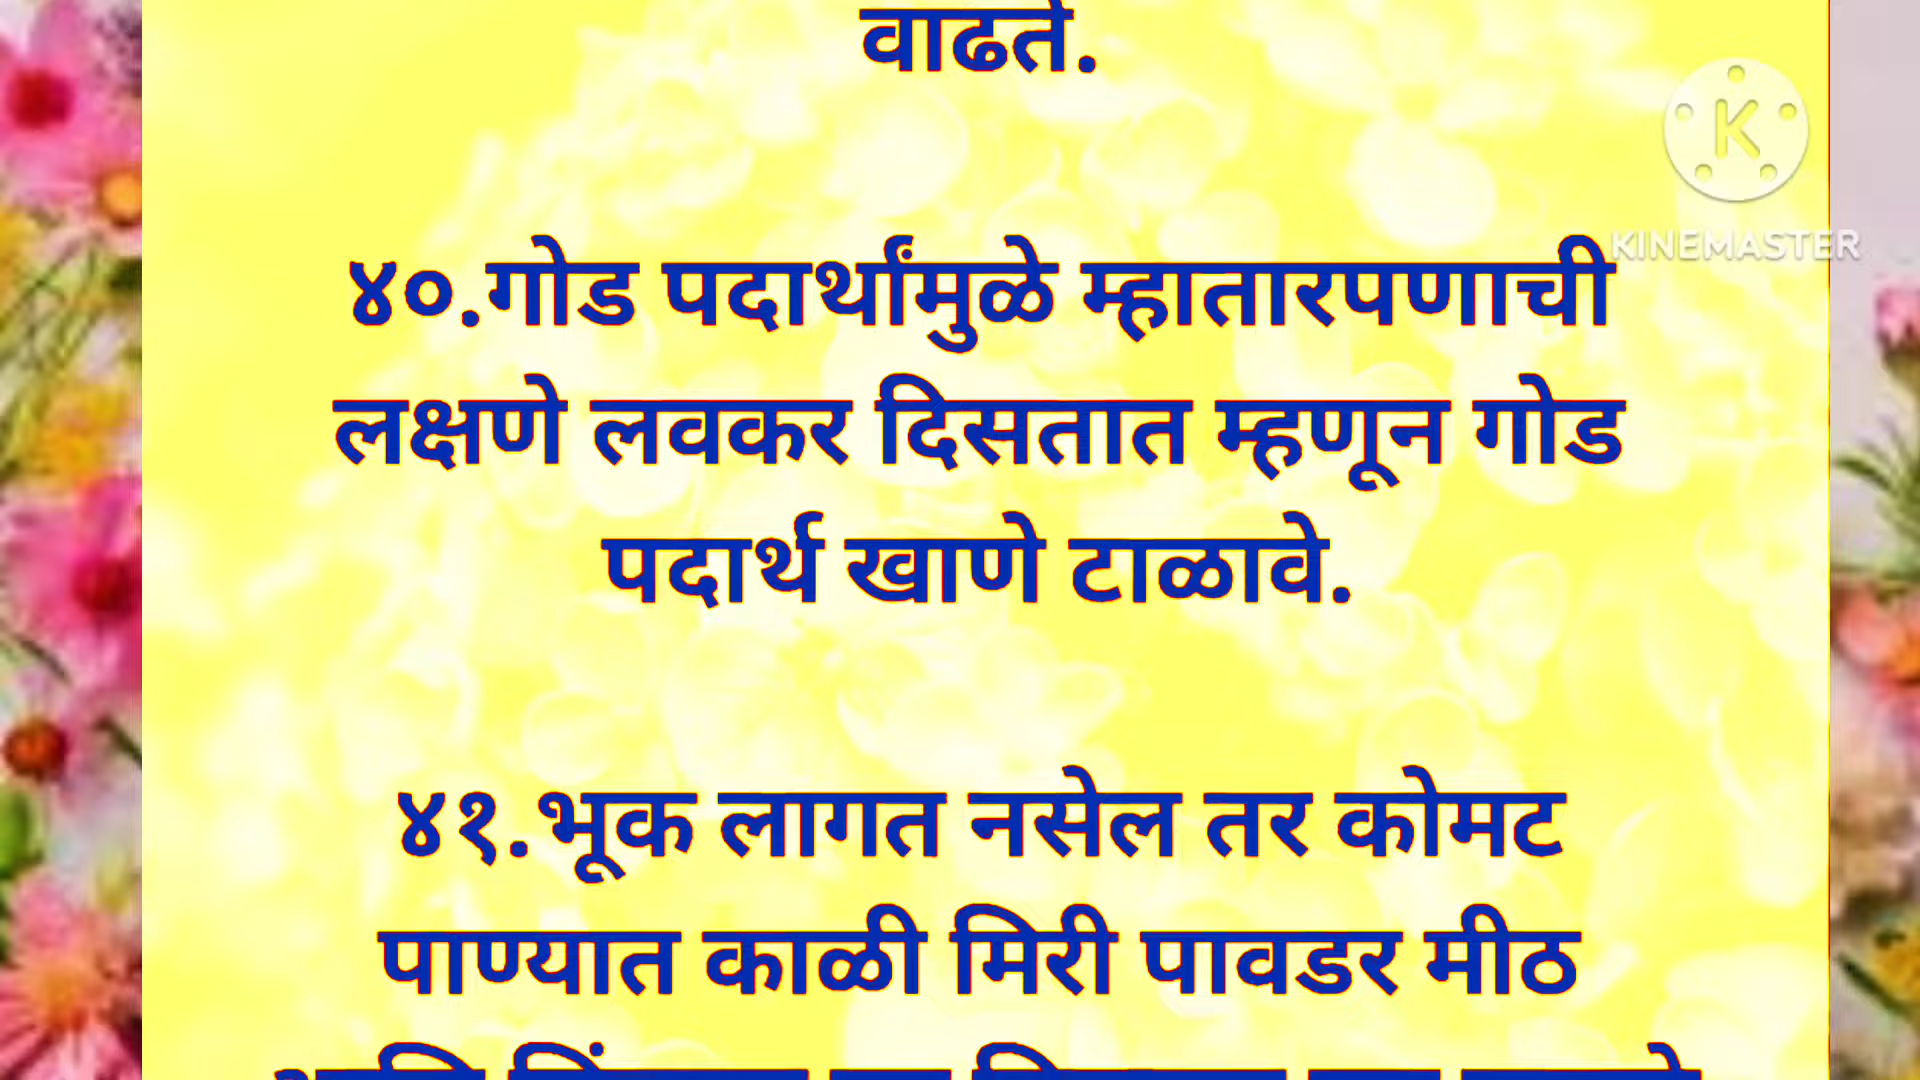 वाढते.
K
KINEMASTER
४०.गोड पदार्थांमुळे म्हातारपणाची
लक्षणे लवकर दिसतात म्हणून गोड
पदार्थ खाणे टाळावे.
४१.भूक लागत नसेल तर कोमट
पाण्यात काळी मिरी पावडर मीठ